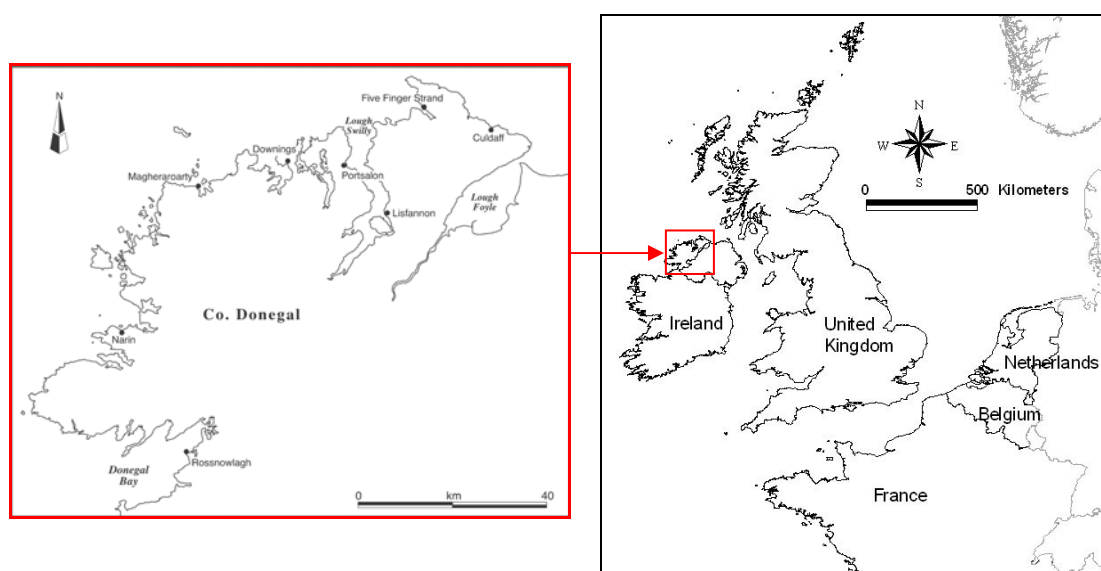 N
Five Finger Strand
Lough
Swilly
Culdaff
Downings
Portsalon
Magheraroarty
Lough
Foyle
Lisfannon
Co. Donegal
Narin
Rossnowlagh
Donegal
Bay
0 40
km
N
W E
S
0 500 Kilometers
Ireland
United
Kingdom
Netherlands
Belgium
France